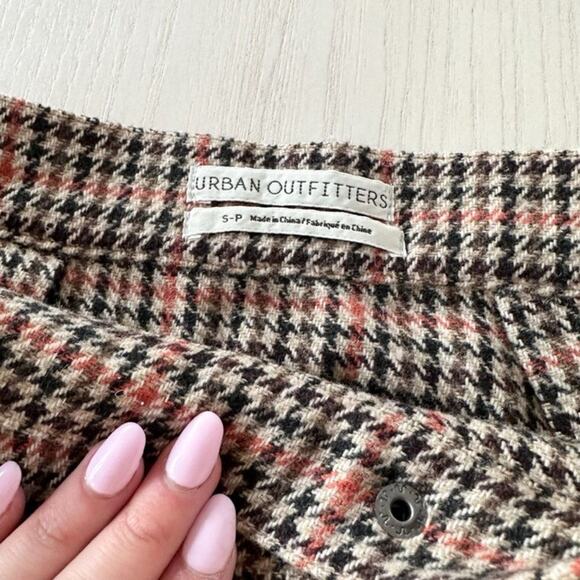 URBAN OUTFITTERS
S-P Made in China/Fabriqué en Chine